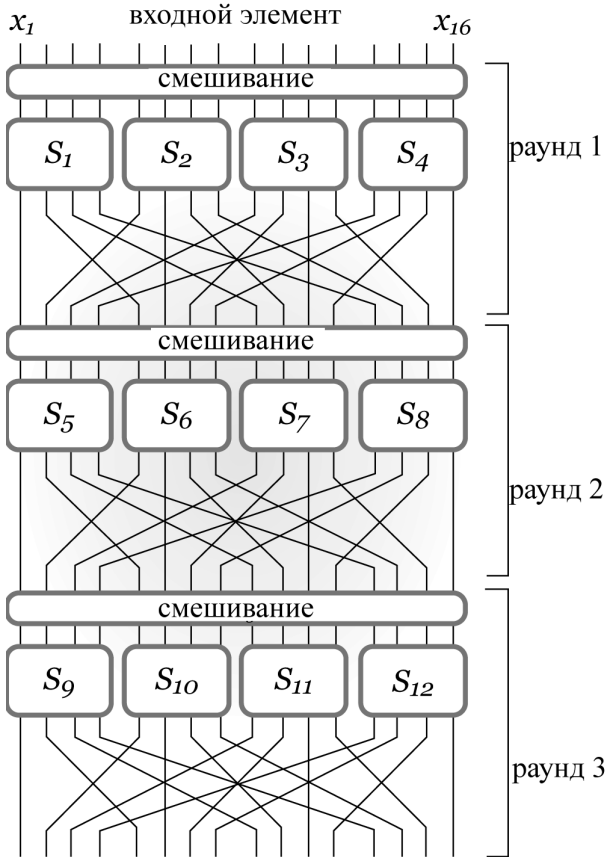 входной элемент
x₁ x₁₆
смешивание
S₁ S₂ S₃ S₄
раунд 1
смешивание
S₅ S₆ S₇ S₈
раунд 2
смешивание
S₉ S₁₀ S₁₁ S₁₂
раунд 3